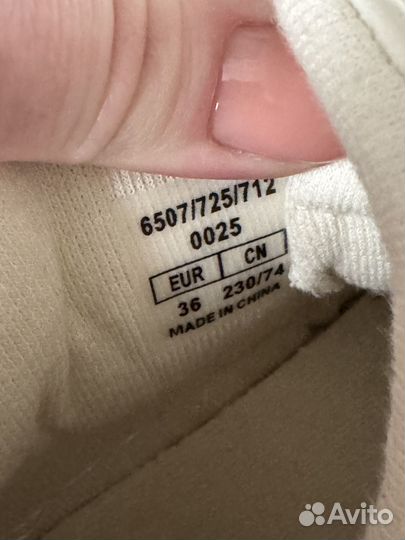 6507/725/712
0025
EUR CN
36 230/74
MADE IN CHINA
Avito